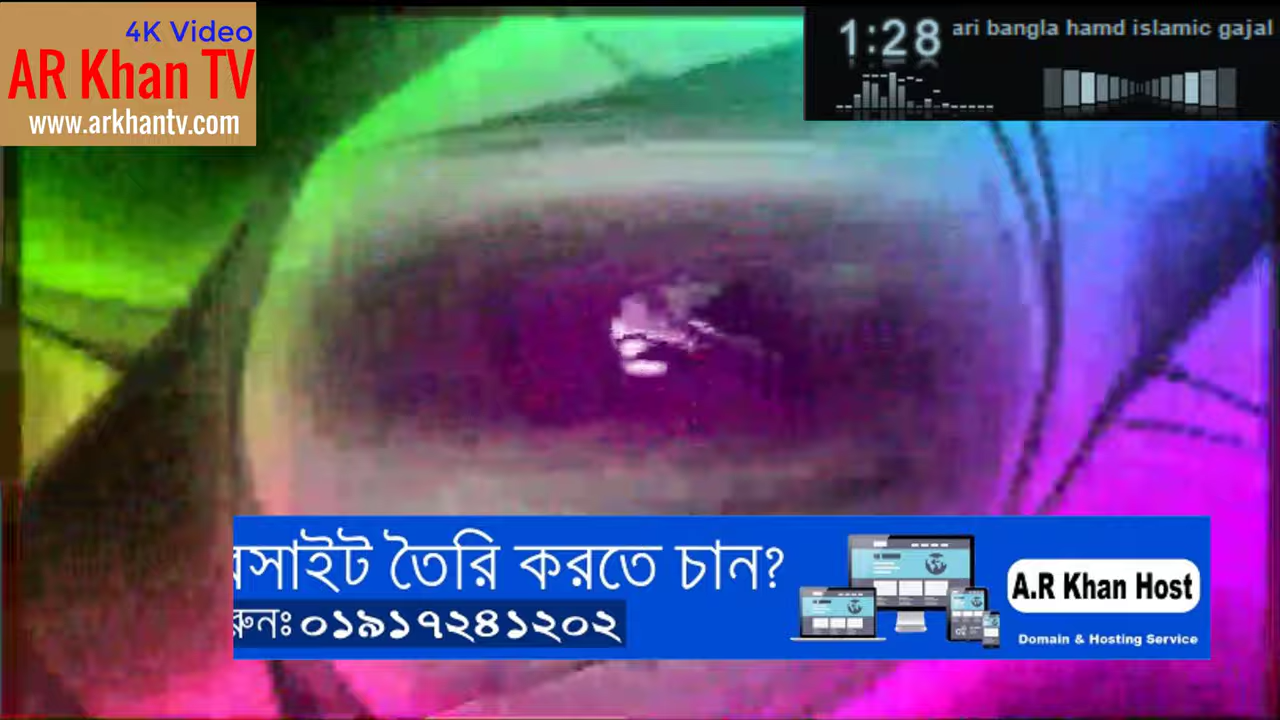 4K Video
AR Khan TV
www.arkhantv.com
1:28
ari bangla hamd islamic gajal
সাইট তৈরি করতে চান?
রুনঃ ০১৯১৭২৪১২০২
A.R Khan Host
Domain & Hosting Service